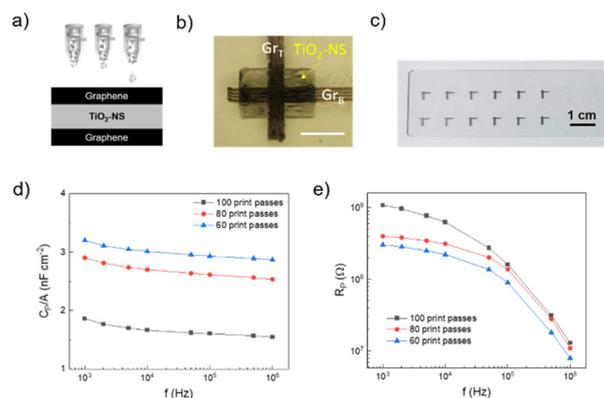 a)
Graphene
TiO₂-NS
Graphene
b)
Gr_T
TiO₂-NS
Gr_B
c)
1 cm
d)
4
3
2
1
C_P/A (nF cm⁻²)
100 print passes
80 print passes
60 print passes
10³ 10⁴ 10⁵ 10⁶
f (Hz)
e)
10⁹
10⁸
10⁷
R_P (Ω)
100 print passes
80 print passes
60 print passes
10³ 10⁴ 10⁵ 10⁶
f (Hz)